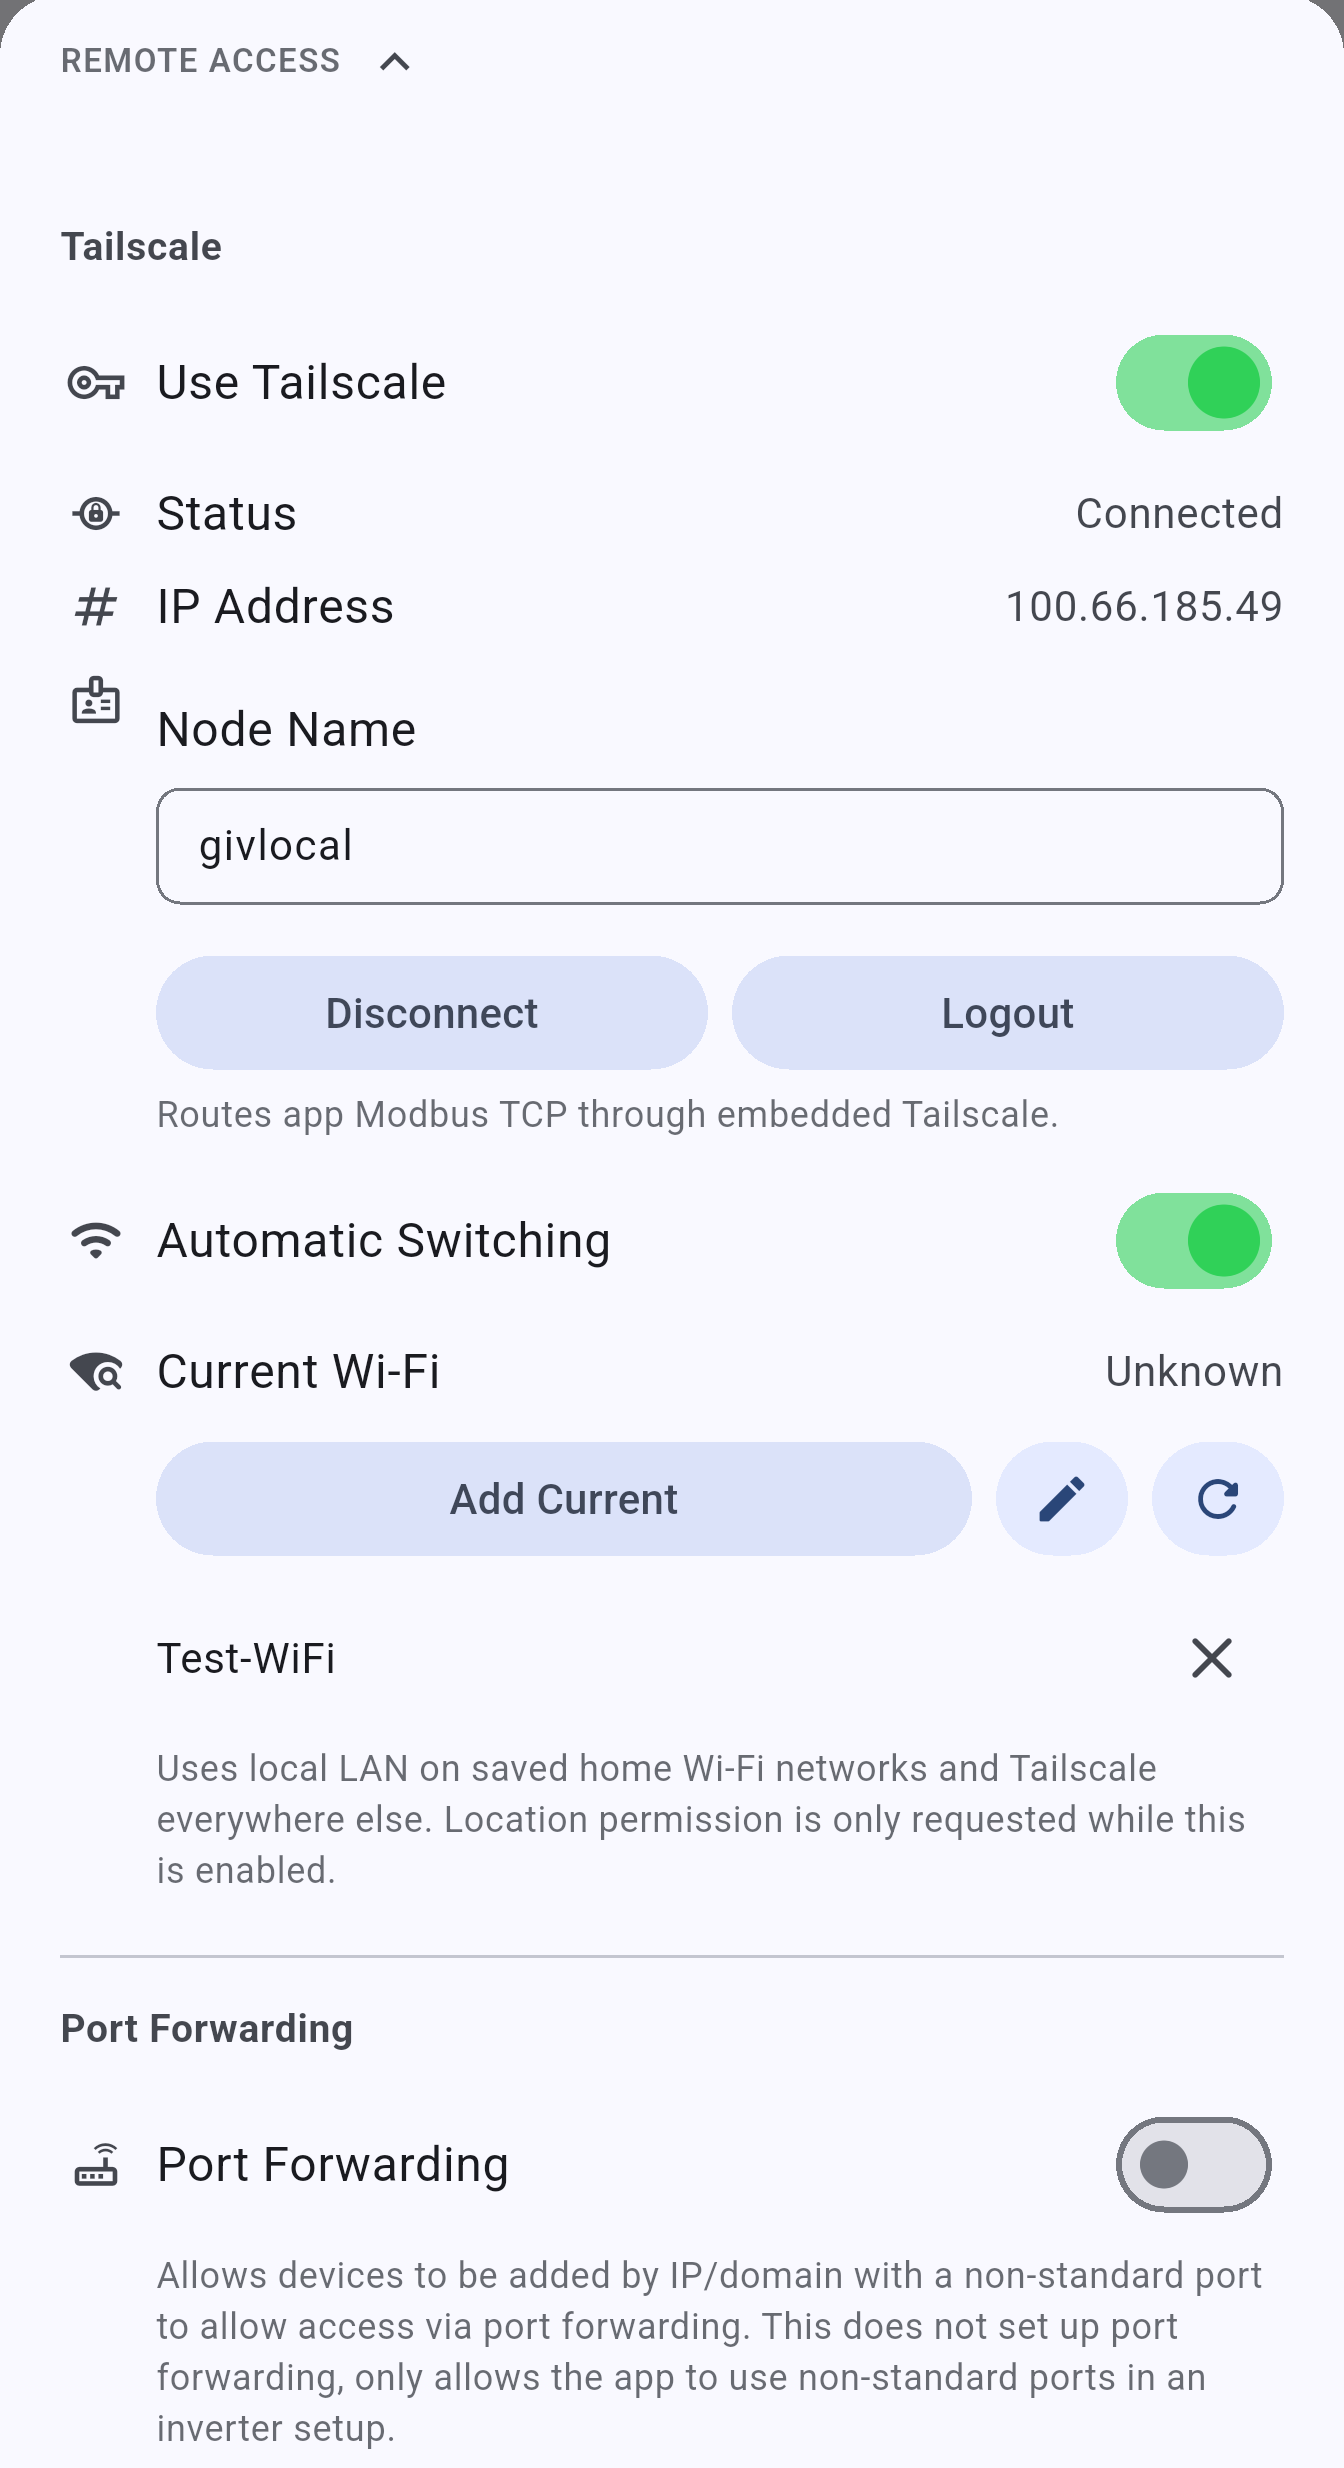 REMOTE ACCESS
Tailscale
Use Tailscale
Status
Connected
IP Address
100.66.185.49
Node Name
givlocal
Disconnect
Logout
Routes app Modbus TCP through embedded Tailscale.
Automatic Switching
Current Wi-Fi
Unknown
Add Current
Test-WiFi
Uses local LAN on saved home Wi-Fi networks and Tailscale
everywhere else. Location permission is only requested while this
is enabled.
Port Forwarding
Port Forwarding
Allows devices to be added by IP/domain with a non-standard port
to allow access via port forwarding. This does not set up port
forwarding, only allows the app to use non-standard ports in an
inverter setup.